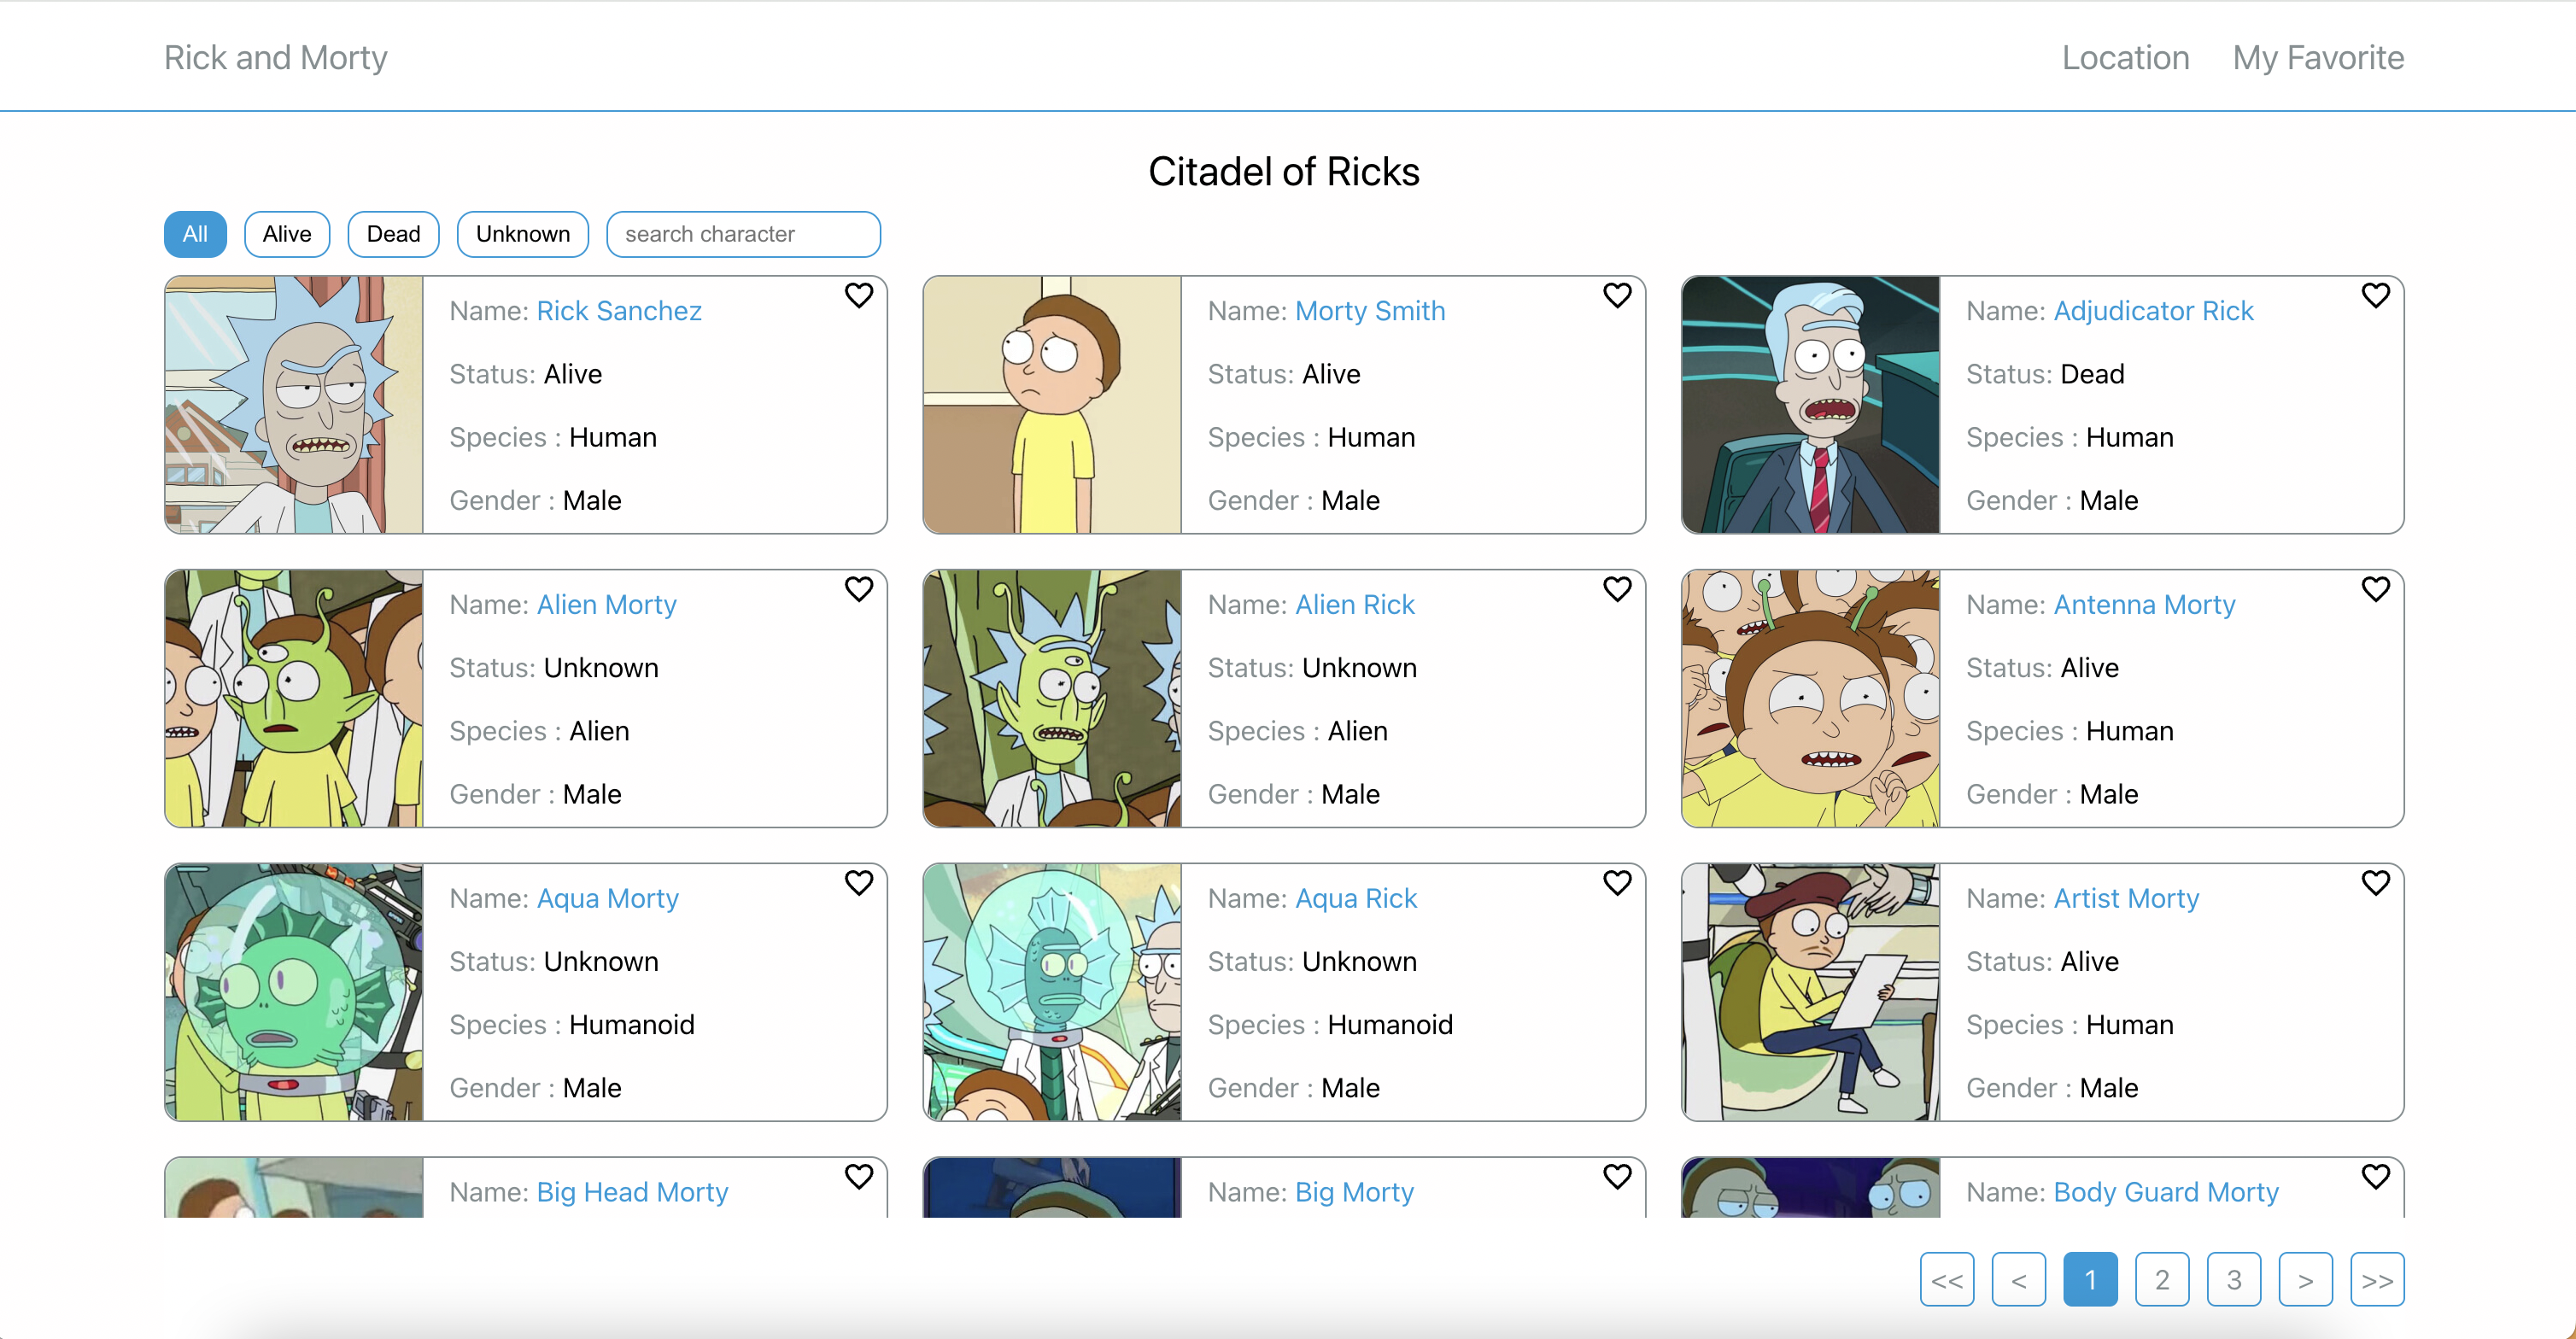 Rick and Morty
Location
My Favorite
Citadel of Ricks
All
Alive
Dead
Unknown
search character
Name: Rick Sanchez
Status: Alive
Species : Human
Gender : Male
Name: Morty Smith
Status: Alive
Species : Human
Gender : Male
Name: Adjudicator Rick
Status: Dead
Species : Human
Gender : Male
Name: Alien Morty
Status: Unknown
Species : Alien
Gender : Male
Name: Alien Rick
Status: Unknown
Species : Alien
Gender : Male
Name: Antenna Morty
Status: Alive
Species : Human
Gender : Male
Name: Aqua Morty
Status: Unknown
Species : Humanoid
Gender : Male
Name: Aqua Rick
Status: Unknown
Species : Humanoid
Gender : Male
Name: Artist Morty
Status: Alive
Species : Human
Gender : Male
Name: Big Head Morty
Name: Big Morty
Name: Body Guard Morty
<<
<
1
2
3
>
>>